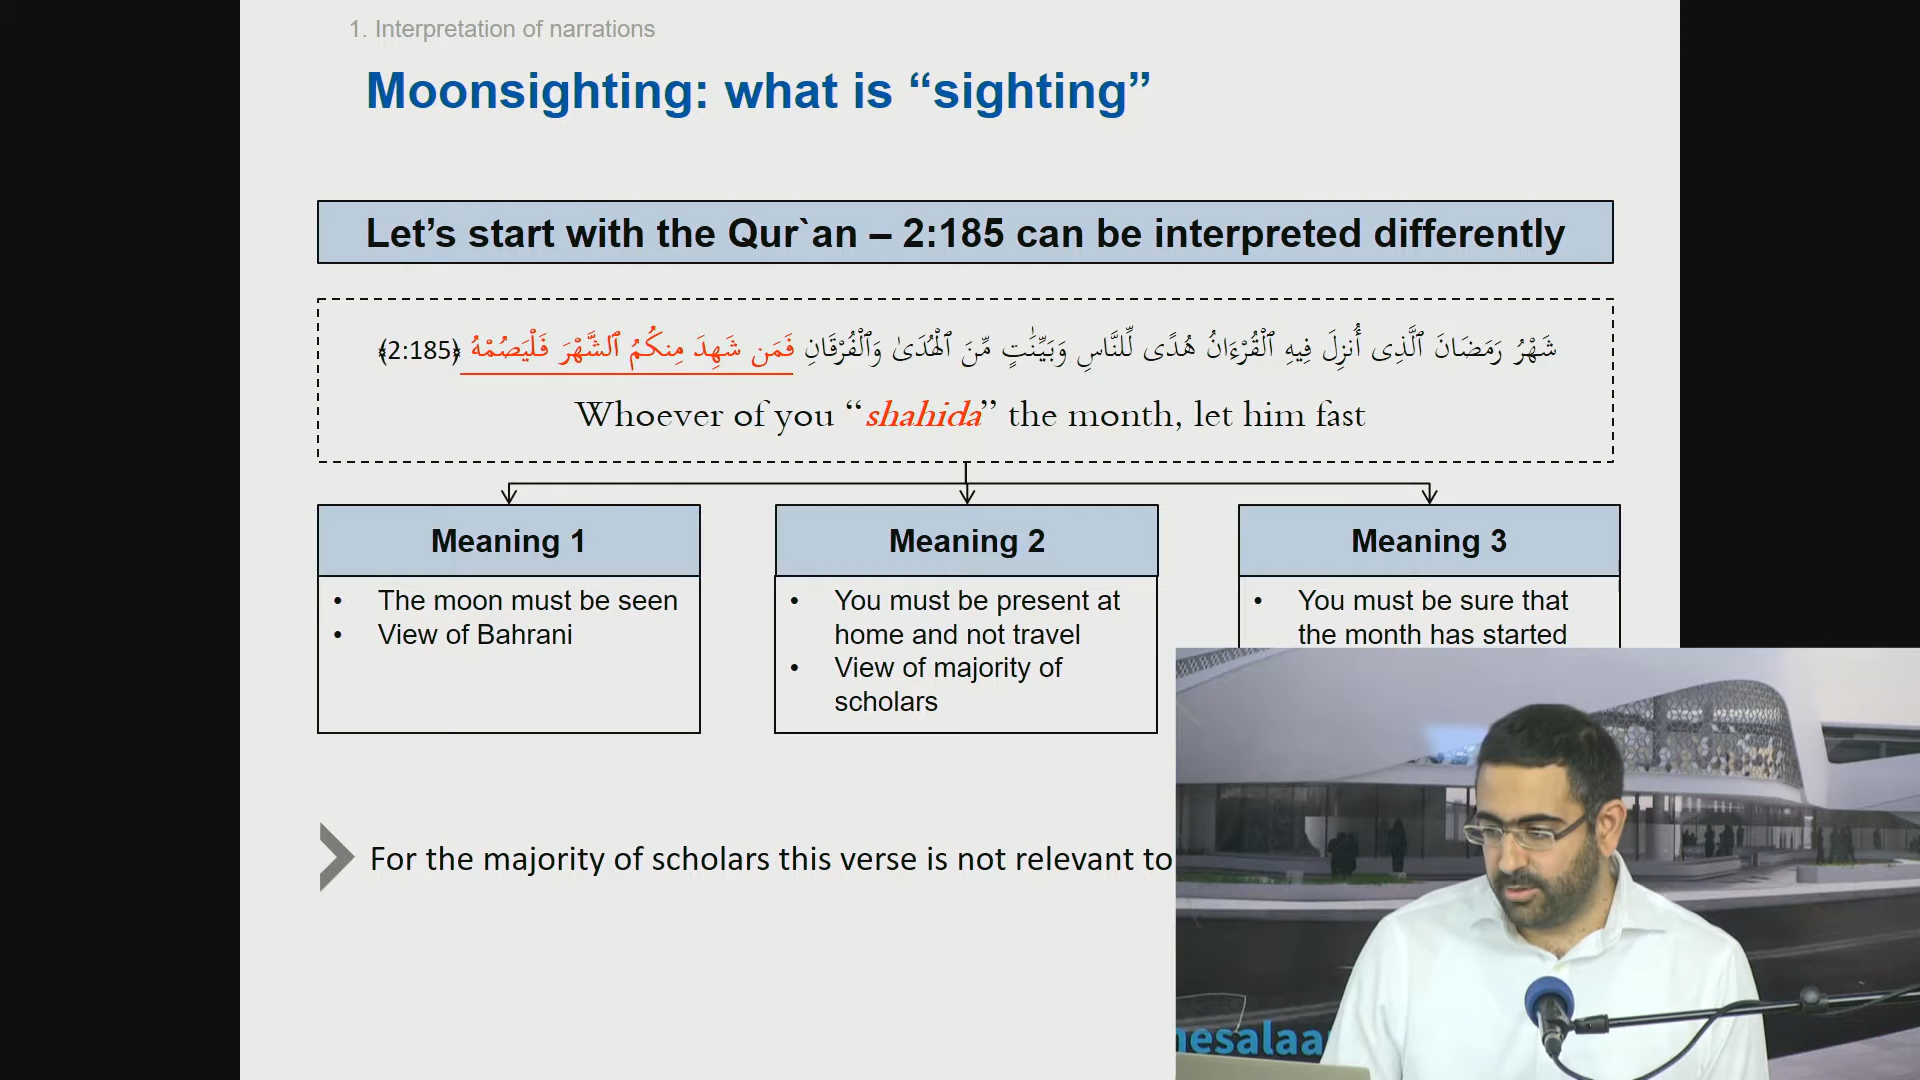 1. Interpretation of narrations
Moonsighting: what is “sighting”
Let’s start with the Qur`an – 2:185 can be interpreted differently
شَهْرُ رَمَضَانَ ٱلَّذِى أُنزِلَ فِيهِ ٱلْقُرْءَانُ هُدًى لِّلنَّاسِ وَبَيِّنَٰتٍ مِّنَ ٱلْهُدَىٰ وَٱلْفُرْقَانِ فَمَن شَهِدَ مِنكُمُ ٱلشَّهْرَ فَلْيَصُمْهُ ﴿2:185﴾
Whoever of you “shahida” the month, let him fast
Meaning 1
• The moon must be seen
• View of Bahrani
Meaning 2
• You must be present at
home and not travel
• View of majority of
scholars
Meaning 3
• You must be sure that
the month has started
For the majority of scholars this verse is not relevant to